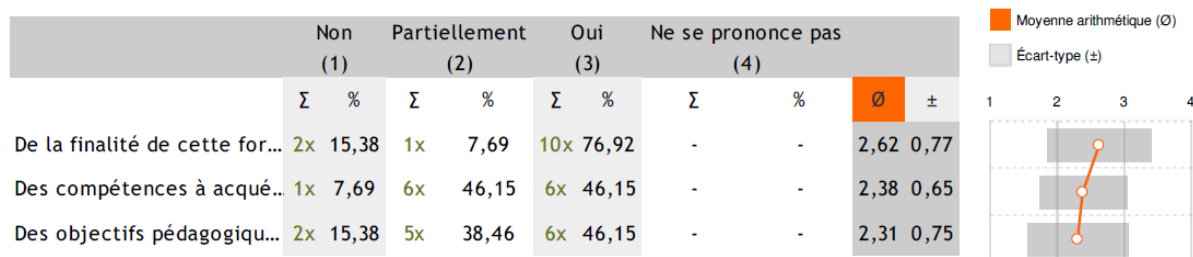 Non Partiellement Oui Ne se prononce pas
(1) (2) (3) (4)
Σ % Σ % Σ % Σ % Ø ±
De la finalité de cette for... 2x 15,38 1x 7,69 10x 76,92 - - 2,62 0,77
Des compétences à acqué... 1x 7,69 6x 46,15 6x 46,15 - - 2,38 0,65
Des objectifs pédagogiqu... 2x 15,38 5x 38,46 6x 46,15 - - 2,31 0,75
Moyenne arithmétique (Ø)
Écart-type (±)
1 2 3 4